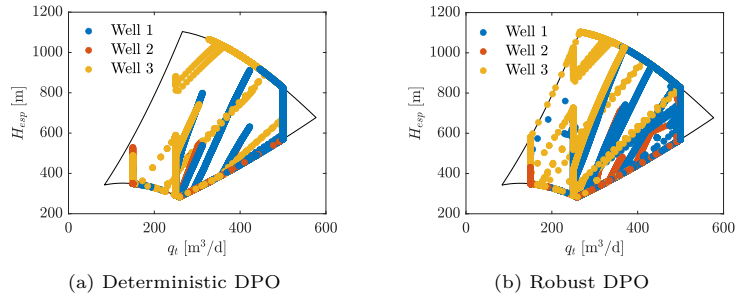 1200
1000
800
600
400
200
0 200 400 600
H_esp [m]
q_t [m³/d]
Well 1
Well 2
Well 3
(a) Deterministic DPO
1200
1000
800
600
400
200
0 200 400 600
H_esp [m]
q_t [m³/d]
Well 1
Well 2
Well 3
(b) Robust DPO